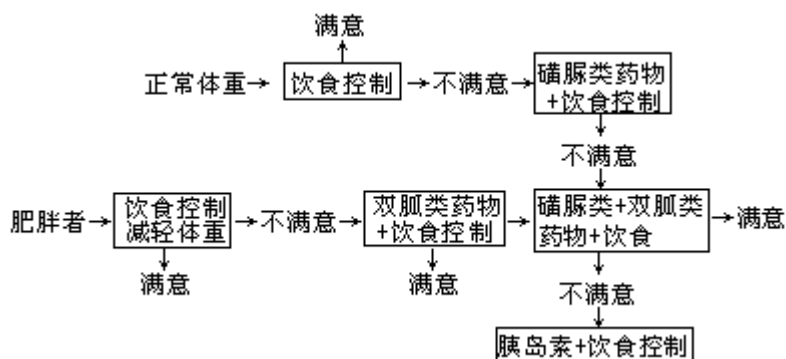 满意
正常体重
饮食控制
不满意
磺脲类药物
+饮食控制
不满意
肥胖者
饮食控制
减轻体重
不满意
双胍类药物
+饮食控制
磺脲类+双胍类
药物+饮食
满意
满意
满意
不满意
胰岛素+饮食控制